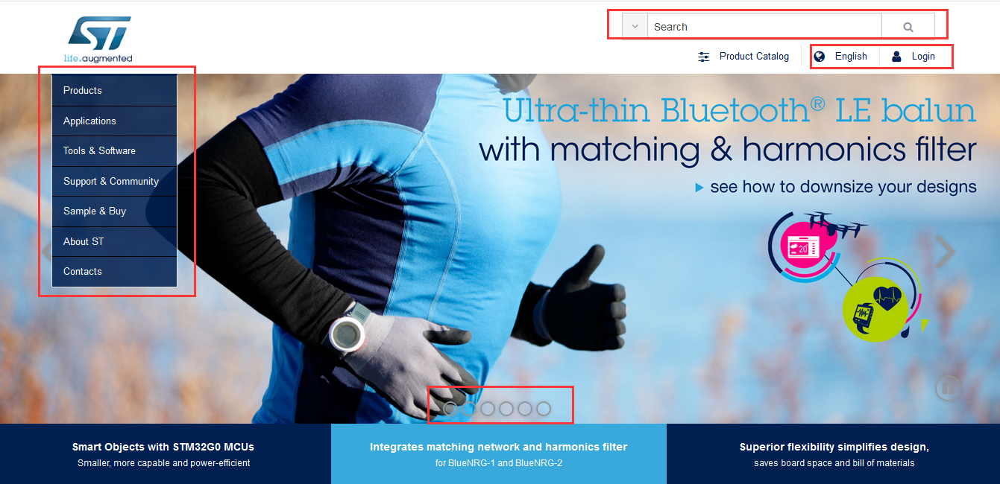 ST
life.augmented
Search
Product Catalog
English
Login
Products
Applications
Tools & Software
Support & Community
Sample & Buy
About ST
Contacts
Ultra-thin Bluetooth® LE balun
with matching & harmonics filter
see how to downsize your designs
20°
Smart Objects with STM32G0 MCUs
Smaller, more capable and power-efficient
Integrates matching network and harmonics filter
for BlueNRG-1 and BlueNRG-2
Superior flexibility simplifies design,
saves board space and bill of materials